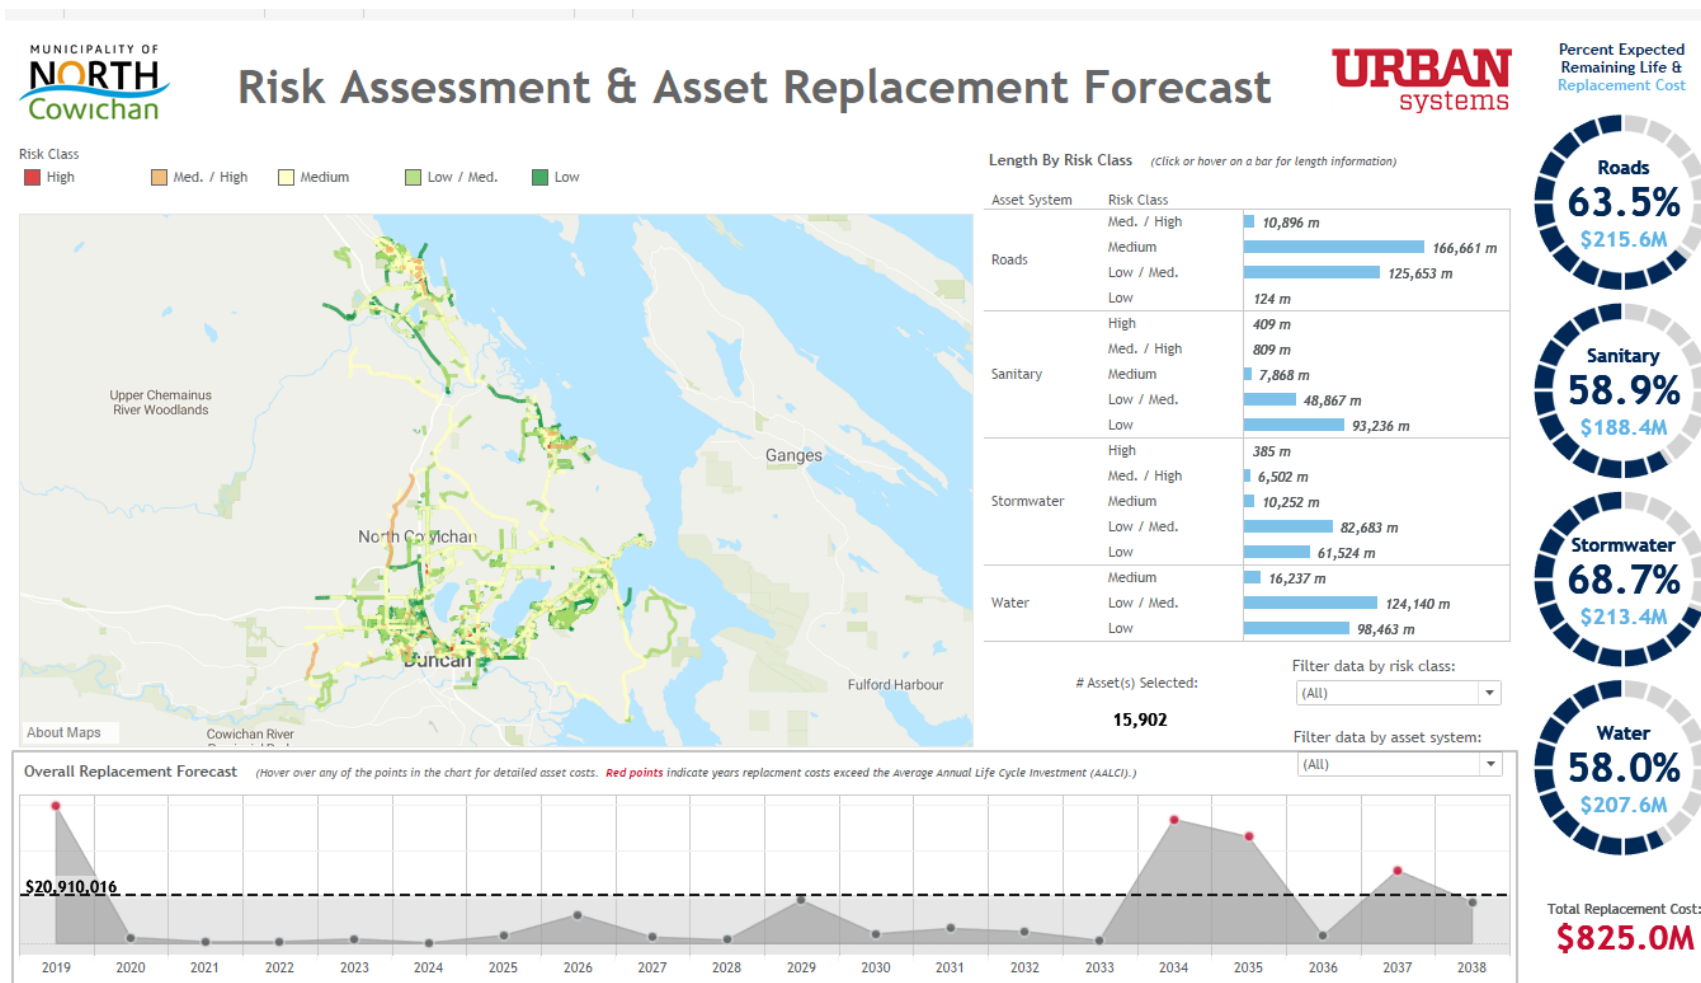 MUNICIPALITY OF
NORTH
Cowichan
Risk Assessment & Asset Replacement Forecast
URBAN
systems
Percent Expected
Remaining Life &
Replacement Cost
Risk Class
High
Med. / High
Medium
Low / Med.
Low
Upper Chemainus
River Woodlands
North Cowichan
Duncan
Ganges
Fulford Harbour
Cowichan River
About Maps
Length By Risk Class (Click or hover on a bar for length information)
Asset System Risk Class
Roads
Med. / High 10,896 m
Medium 166,661 m
Low / Med. 125,653 m
Low 124 m
Sanitary
High 409 m
Med. / High 809 m
Medium 7,868 m
Low / Med. 48,867 m
Low 93,236 m
Stormwater
High 385 m
Med. / High 6,502 m
Medium 10,252 m
Low / Med. 82,683 m
Low 61,524 m
Water
Medium 16,237 m
Low / Med. 124,140 m
Low 98,463 m
# Asset(s) Selected:
15,902
Filter data by risk class:
(All)
Filter data by asset system:
(All)
Roads
63.5%
$215.6M
Sanitary
58.9%
$188.4M
Stormwater
68.7%
$213.4M
Water
58.0%
$207.6M
Total Replacement Cost:
$825.0M
Overall Replacement Forecast (Hover over any of the points in the chart for detailed asset costs. Red points indicate years replacment costs exceed the Average Annual Life Cycle Investment (AALCI).)
$20,910,016
2019 2020 2021 2022 2023 2024 2025 2026 2027 2028 2029 2030 2031 2032 2033 2034 2035 2036 2037 2038